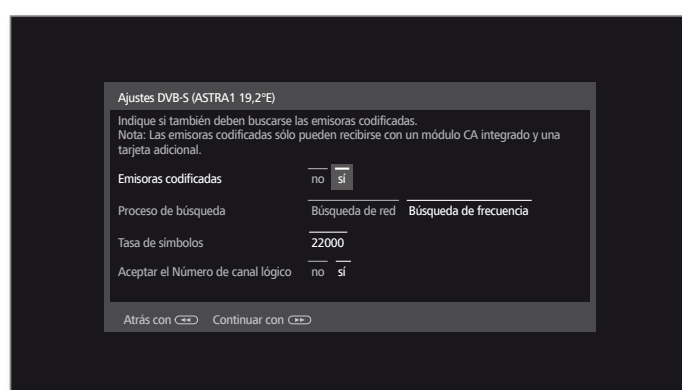 Ajustes DVB-S (ASTRA1 19,2°E)
Indique si también deben buscarse las emisoras codificadas.
Nota: Las emisoras codificadas sólo pueden recibirse con un módulo CA integrado y una
tarjeta adicional.
Emisoras codificadas no sí
Proceso de búsqueda Búsqueda de red Búsqueda de frecuencia
Tasa de símbolos 22000
Aceptar el Número de canal lógico no sí
Atrás con Continuar con